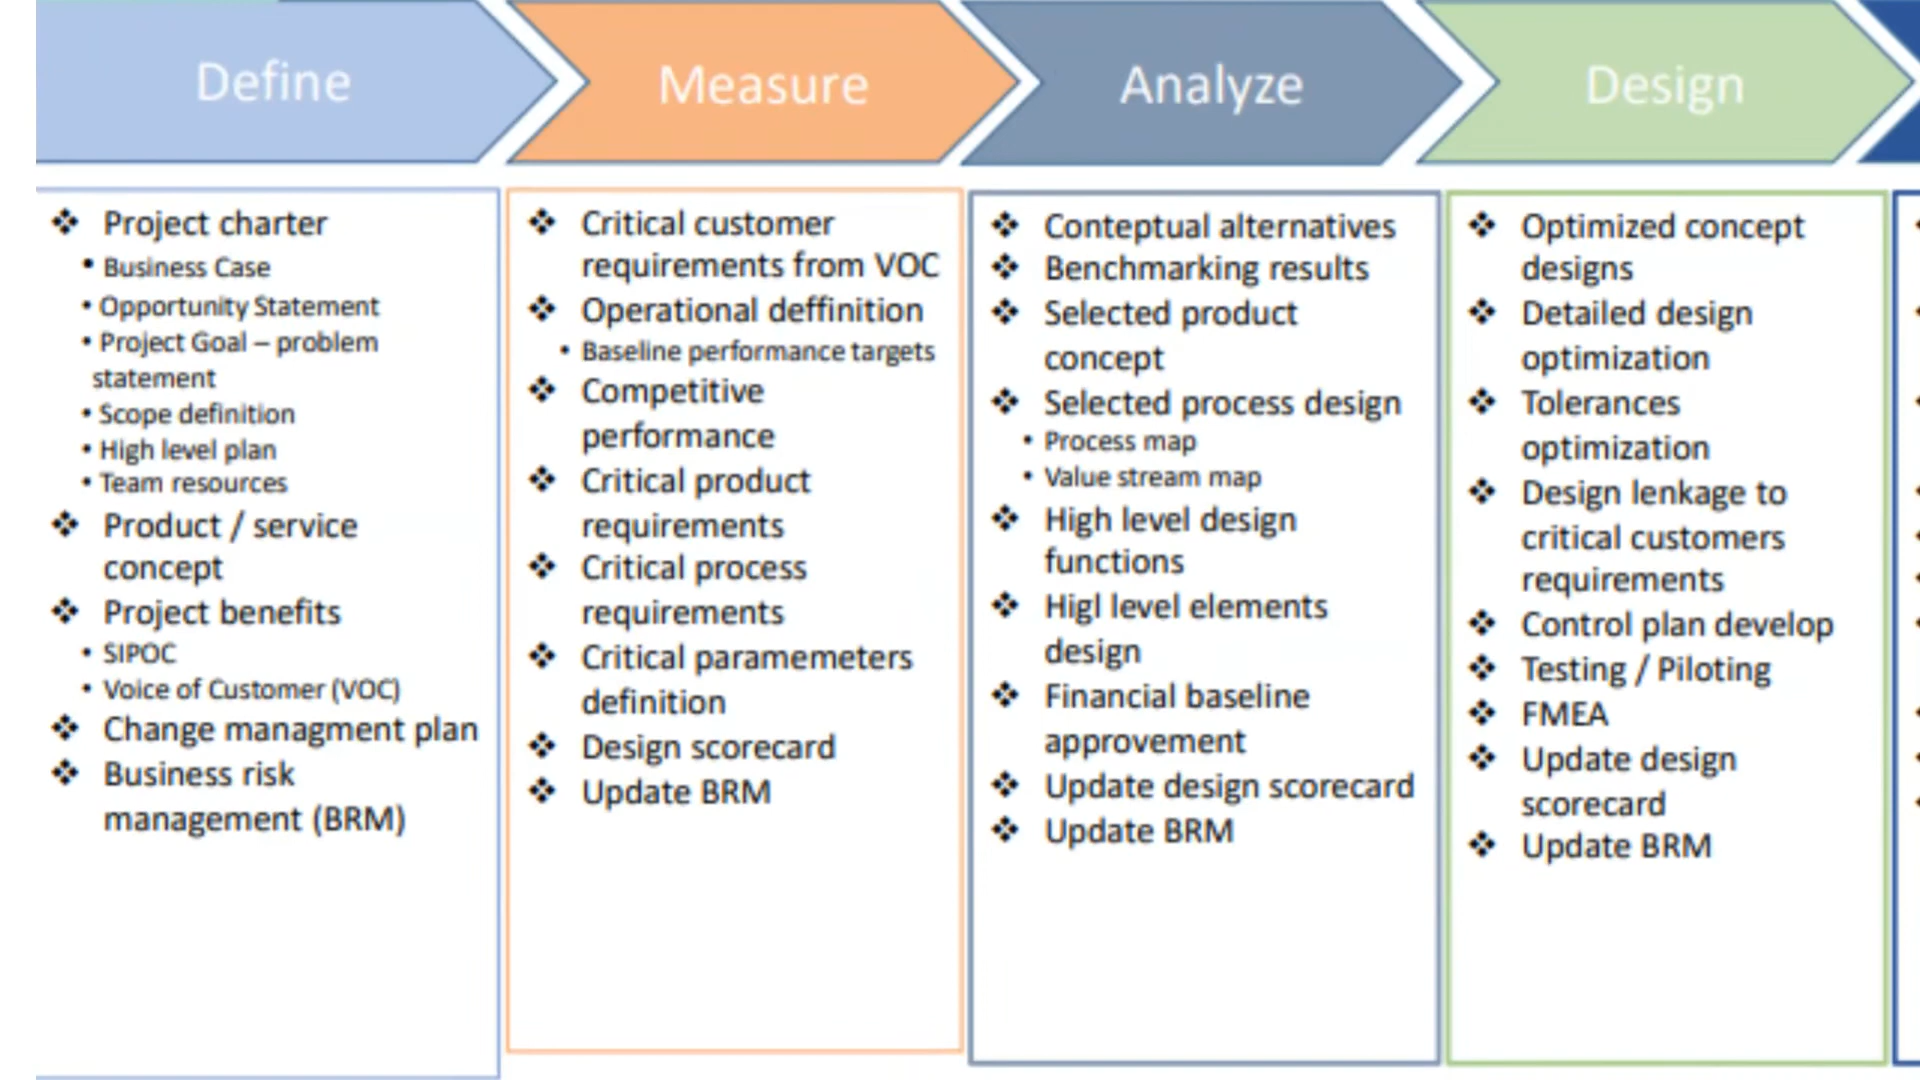 Define
Measure
Analyze
Design
❖ Project charter
• Business Case
• Opportunity Statement
• Project Goal – problem
statement
• Scope definition
• High level plan
• Team resources
❖ Product / service
concept
❖ Project benefits
• SIPOC
• Voice of Customer (VOC)
❖ Change managment plan
❖ Business risk
management (BRM)
❖ Critical customer
requirements from VOC
❖ Operational deffinition
• Baseline performance targets
❖ Competitive
performance
❖ Critical product
requirements
❖ Critical process
requirements
❖ Critical paramemeters
definition
❖ Design scorecard
❖ Update BRM
❖ Conteptual alternatives
❖ Benchmarking results
❖ Selected product
concept
❖ Selected process design
• Process map
• Value stream map
❖ High level design
functions
❖ Higl level elements
design
❖ Financial baseline
approvement
❖ Update design scorecard
❖ Update BRM
❖ Optimized concept
designs
❖ Detailed design
optimization
❖ Tolerances
optimization
❖ Design lenkage to
critical customers
requirements
❖ Control plan develop
❖ Testing / Piloting
❖ FMEA
❖ Update design
scorecard
❖ Update BRM